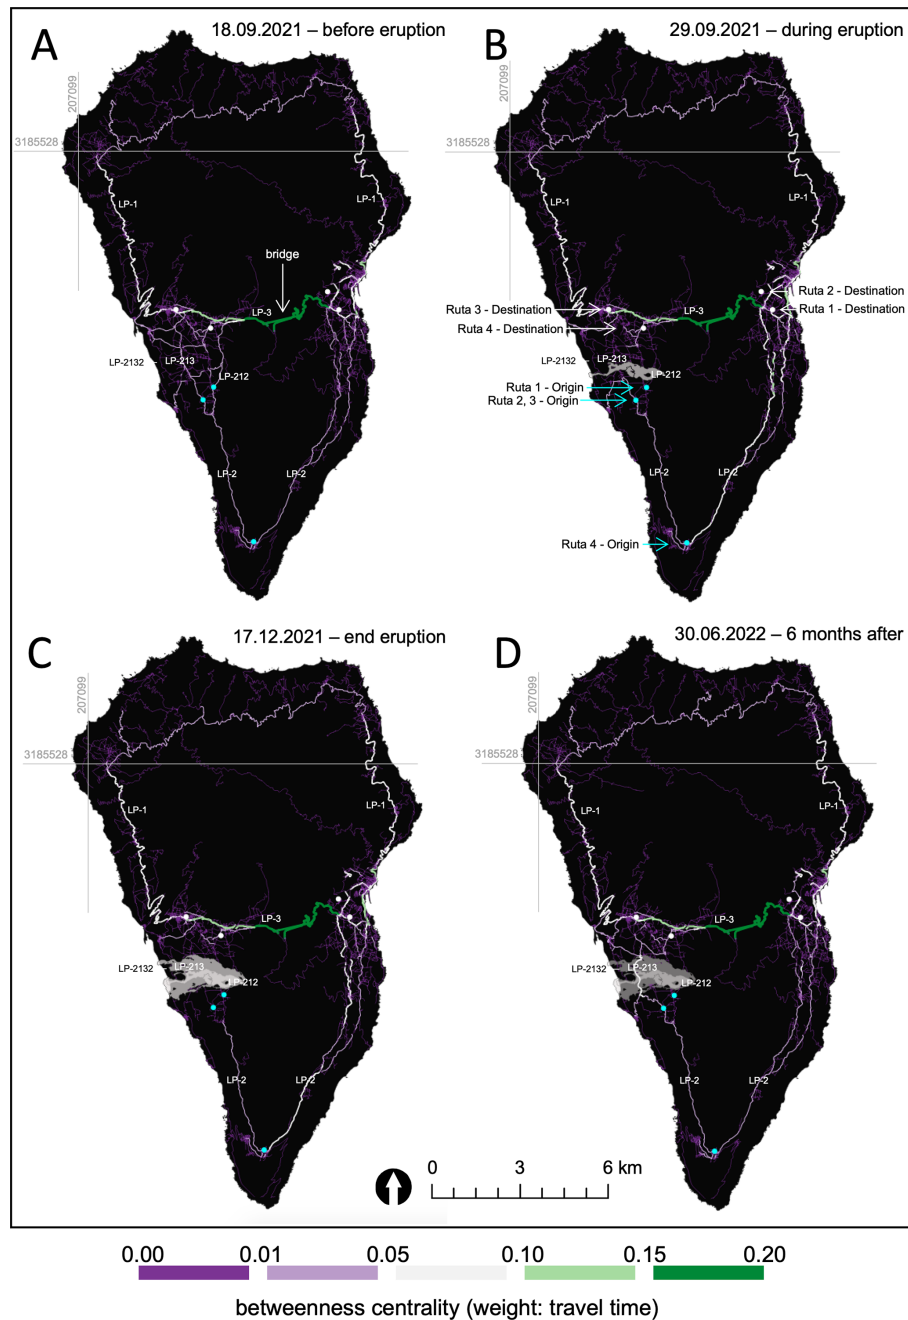 A
18.09.2021 – before eruption
207099
3185528
LP-1
LP-1
bridge
LP-3
LP-2132
LP-213
LP-212
LP-2
LP-2
B
29.09.2021 – during eruption
207099
3185528
LP-1
LP-1
Ruta 2 - Destination
Ruta 3 - Destination
LP-3
Ruta 1 - Destination
Ruta 4 - Destination
LP-2132
LP-213
LP-212
Ruta 1 - Origin
Ruta 2, 3 - Origin
LP-2
LP-2
Ruta 4 - Origin
C
17.12.2021 – end eruption
207099
3185528
LP-1
LP-1
LP-3
LP-2132
LP-213
LP-212
LP-2
LP-2
D
30.06.2022 – 6 months after
207099
3185528
LP-1
LP-1
LP-3
LP-2132
LP-213
LP-212
LP-2
LP-2
0 3 6 km
0.00 0.01 0.05 0.10 0.15 0.20
betweenness centrality (weight: travel time)